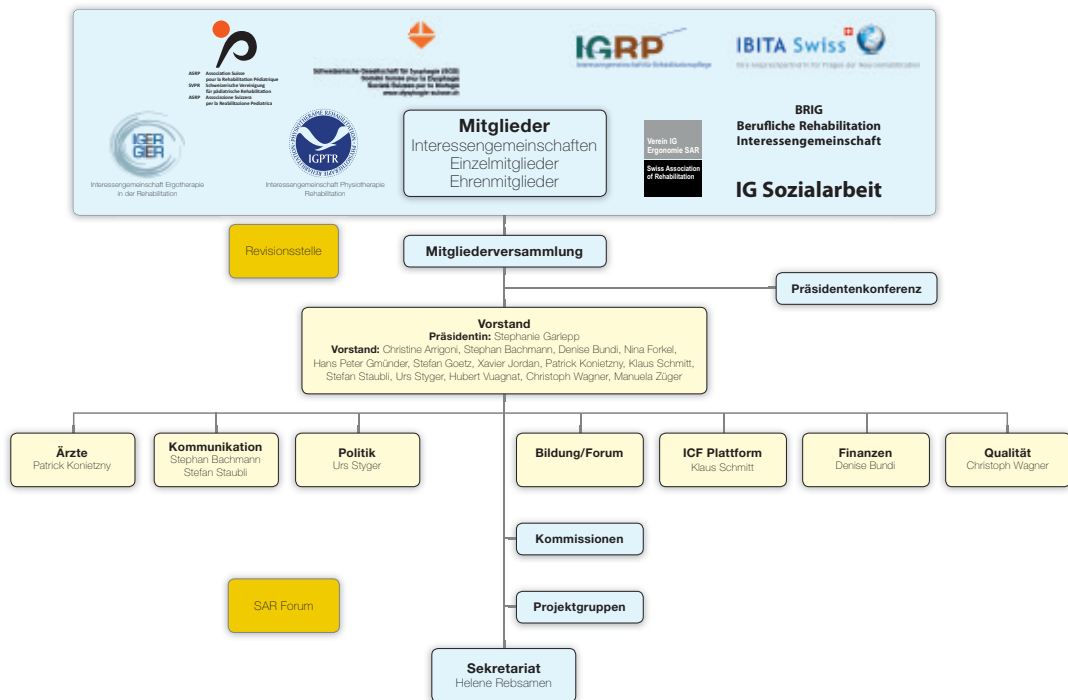 ASRP Association Suisse
pour la Rehabilitation Pédiatrique
SVPR Schweizerische Vereinigung
für pädiatrische Rehabilitation
ASRP Associazione Svizzera
per la Reabilitazione Pediatrica
Schweizerische Gesellschaft für Dysphagie (SGD)
IGRP
Interessengemeinschaft für Rehabilitationspflege
IBITA Swiss
IGER
GIER
Interessengemeinschaft Ergotherapie
in der Rehabilitation
IGPTR
Interessengemeinschaft Physiotherapie
Rehabilitation
Mitglieder
Interessengemeinschaften
Einzelmitglieder
Ehrenmitglieder
Verein IG
Ergonomie SAR
Swiss Association
of Rehabilitation
BRIG
Berufliche Rehabilitation
Interessengemeinschaft
IG Sozialarbeit
Revisionsstelle
Mitgliederversammlung
Präsidentenkonferenz
Vorstand
Präsidentin: Stephanie Garlepp
Vorstand: Christine Arrigoni, Stephan Bachmann, Denise Bundi, Nina Forkel,
Hans Peter Gmünder, Stefan Goetz, Xavier Jordan, Patrick Konietzny, Klaus Schmitt,
Stefan Staubli, Urs Styger, Hubert Vuagnat, Christoph Wagner, Manuela Züger
Ärzte
Patrick Konietzny
Kommunikation
Stephan Bachmann
Stefan Staubli
Politik
Urs Styger
Bildung/Forum
ICF Plattform
Klaus Schmitt
Finanzen
Denise Bundi
Qualität
Christoph Wagner
Kommissionen
SAR Forum
Projektgruppen
Sekretariat
Helene Rebsamen